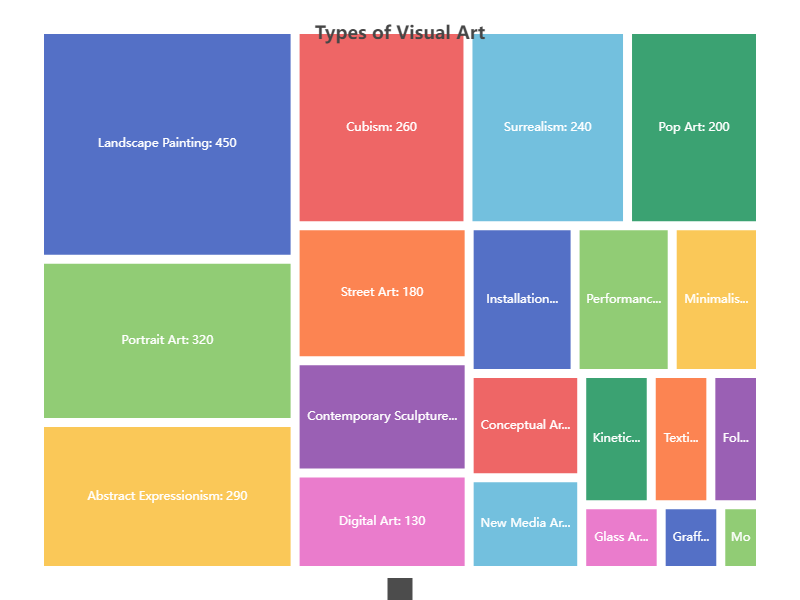 Types of Visual Art
Landscape Painting: 450
Cubism: 260
Surrealism: 240
Pop Art: 200
Portrait Art: 320
Street Art: 180
Installation...
Performanc...
Minimalis...
Abstract Expressionism: 290
Contemporary Sculpture...
Conceptual Ar...
Kinetic...
Texti...
Fol...
Digital Art: 130
New Media Ar...
Glass Ar...
Graff...
Mo